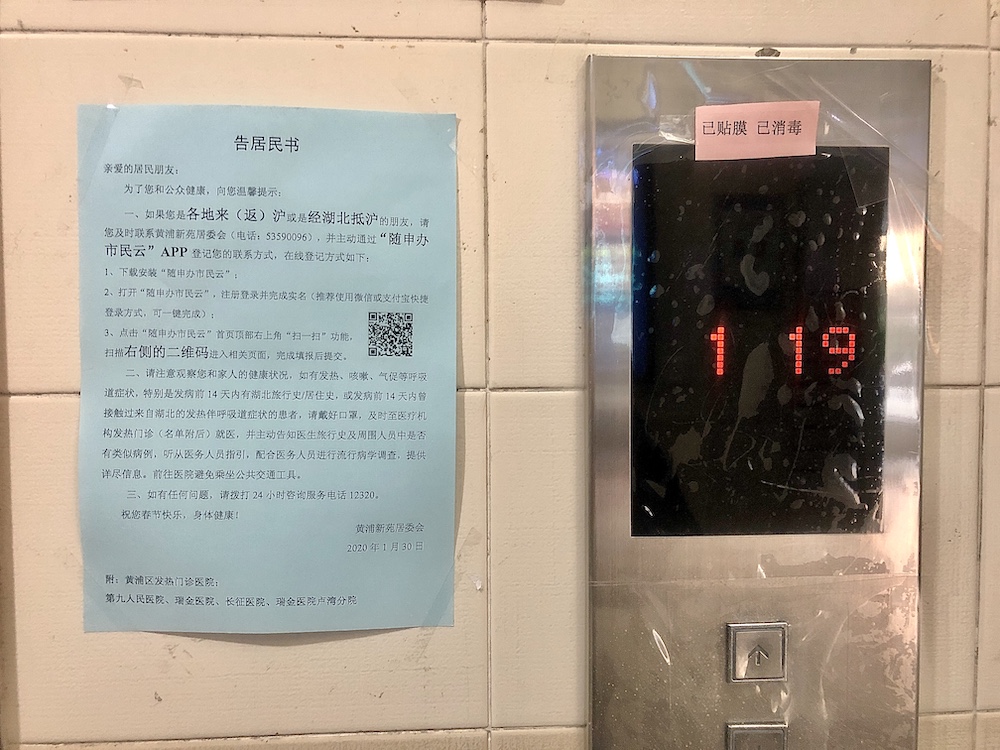 告居民书
亲爱的居民朋友：
为了您和公众健康，向您温馨提示：
一、如果您是各地来（返）沪或是经湖北抵沪的朋友，请
您及时联系黄浦新苑居委会（电话：53590096），并主动通过“随申办
市民云”APP 登记您的联系方式，在线登记方式如下：
1、下载安装“随申办市民云”；
2、打开“随申办市民云”，注册登录并完成实名（推荐使用微信或支付宝快捷
登录方式，可一键完成）；
3、点击“随申办市民云”首页顶部右上角“扫一扫”功能，
扫描右侧的二维码进入相关页面，完成填报后提交。
二、请注意观察您和家人的健康状况，如有发热、咳嗽、气促等呼吸
道症状，特别是发病前 14 天内有湖北旅行史/居住史，或发病前 14 天内曾
接触过来自湖北的发热伴呼吸道症状的患者，请戴好口罩，及时至医疗机
构发热门诊（名单附后）就医，并主动告知医生旅行史及周围人员中是否
有类似病例，听从医务人员指引，配合医务人员进行流行病学调查，提供
详尽信息。前往医院避免乘坐公共交通工具。
三、如有任何问题，请拨打 24 小时咨询服务电话 12320。
祝您春节快乐，身体健康！
黄浦新苑居委会
2020 年 1 月 30 日
附：黄浦区发热门诊医院：
第九人民医院、瑞金医院、长征医院、瑞金医院卢湾分院
已贴膜 已消毒
1 19